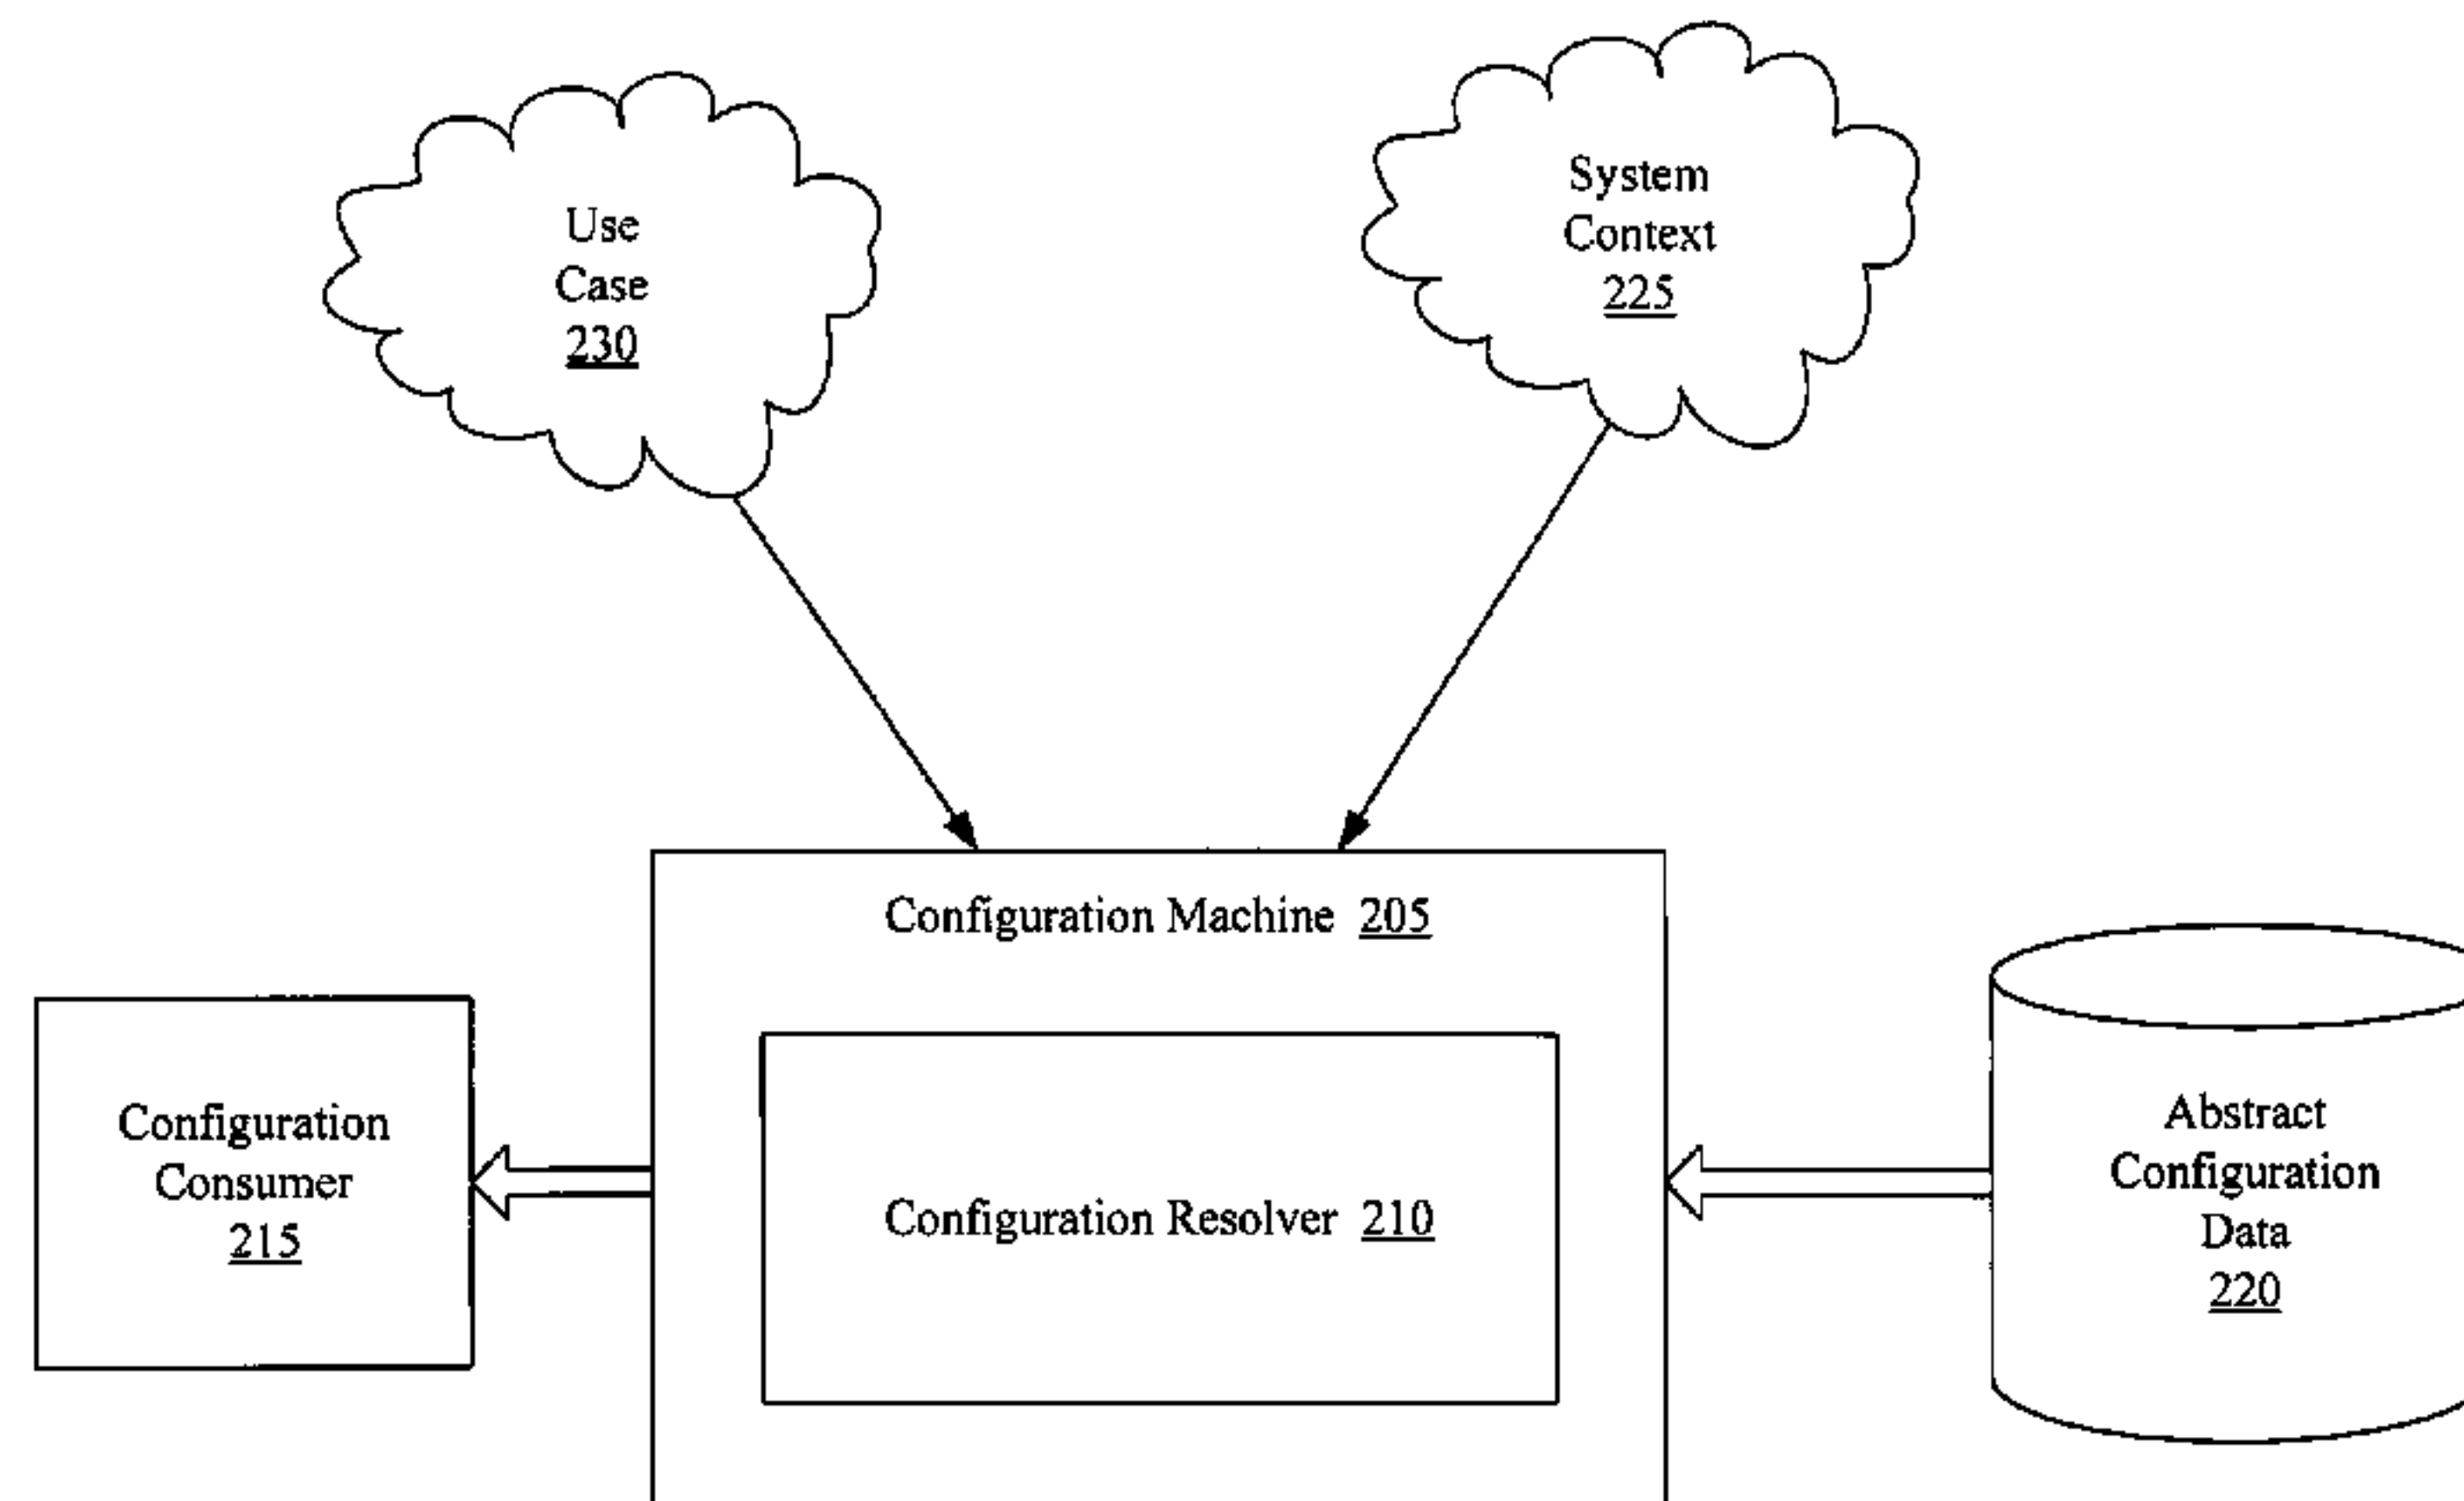 Use
Case
230
System
Context
225
Configuration Machine 205
Configuration
Consumer
215
Configuration Resolver 210
Abstract
Configuration
Data
220